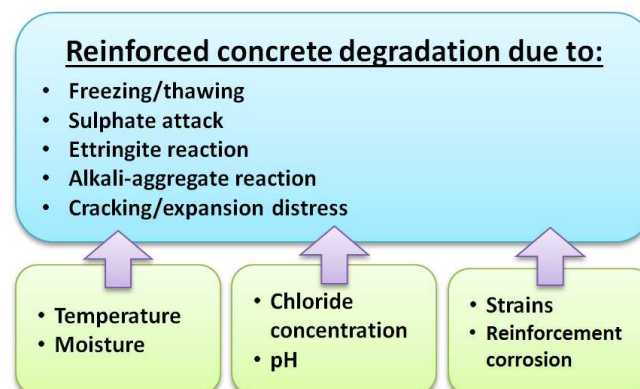 Reinforced concrete degradation due to:
• Freezing/thawing
• Sulphate attack
• Ettringite reaction
• Alkali-aggregate reaction
• Cracking/expansion distress
• Temperature
• Moisture
• Chloride
concentration
• pH
• Strains
• Reinforcement
corrosion